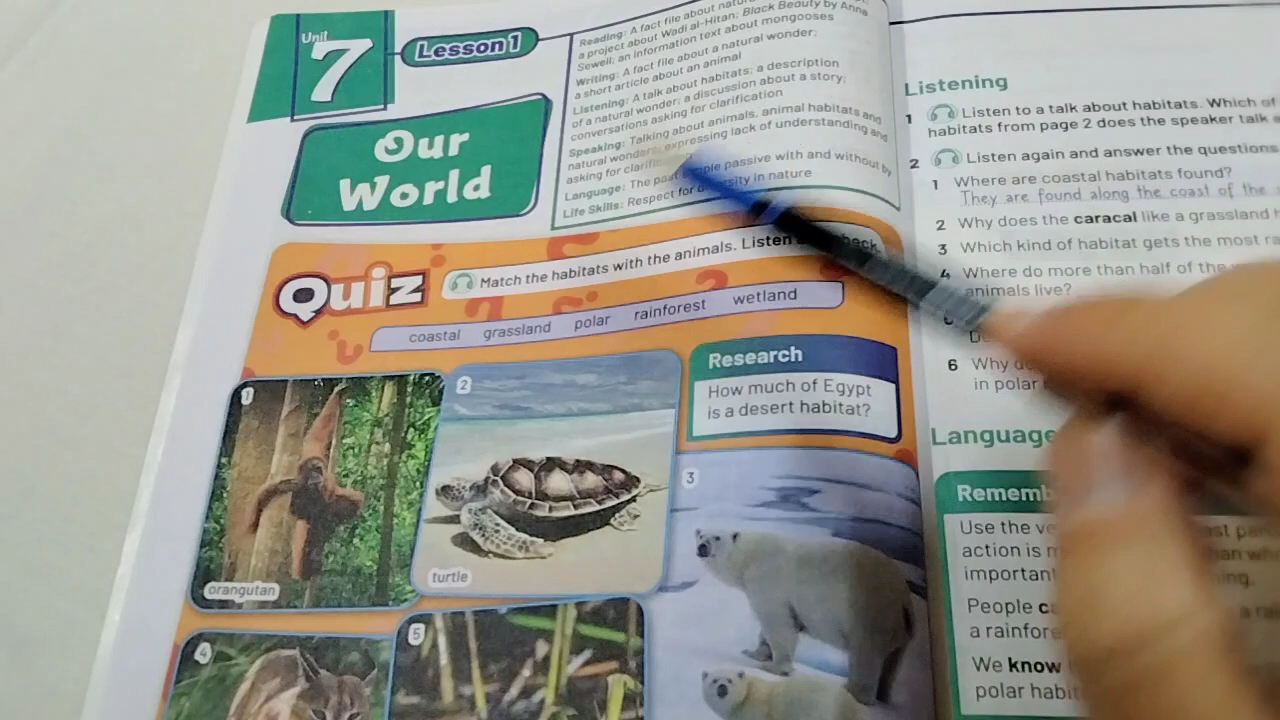 Unit
7
Lesson 1
Our
World
Reading: A fact file about
a project about Wadi al-Hitan; Black Beauty by Anna
Sewell; an information text about mongooses
Writing: A fact file about a natural wonder;
a short article about an animal
Listening: A talk about habitats; a description
of a natural wonder; a discussion about a story;
conversations asking for clarification
Speaking: Talking about animals, animal habitats and
natural wonders; expressing lack of understanding and
asking for
Language: The past passive with and without by
Life Skills: Respect for in nature
Quiz
Match the habitats with the animals. Listen
coastal grassland polar rainforest wetland
Research
How much of Egypt
is a desert habitat?
1
orangutan
2
turtle
3
4
5
Listening
1 Listen to a talk about habitats. Which of
habitats from page 2 does the speaker talk
2 Listen again and answer the questions
1 Where are coastal habitats found?
They are found along the coast of the
2 Why does the caracal like a grassland
3 Which kind of habitat gets the most
4 Where do more than half of the
animals live?
6 Why
in polar
Language
Use the
action is
important
People
a
We know
polar